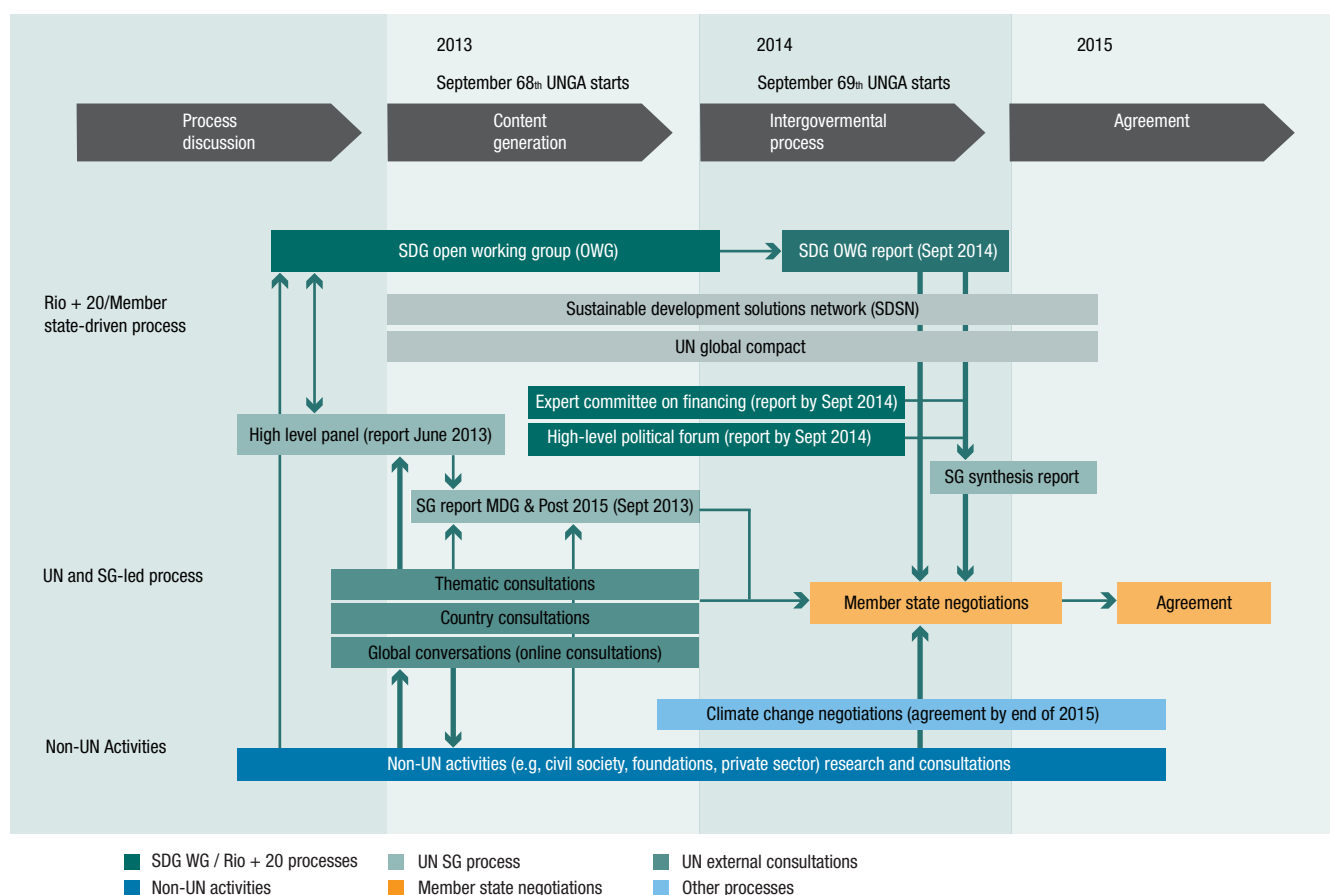 2013
2014
2015
September 68th UNGA starts
September 69th UNGA starts
Process
discussion
Content
generation
Intergovermental
process
Agreement
SDG open working group (OWG)
SDG OWG report (Sept 2014)
Rio + 20/Member
state-driven process
Sustainable development solutions network (SDSN)
UN global compact
Expert committee on financing (report by Sept 2014)
High level panel (report June 2013)
High-level political forum (report by Sept 2014)
SG synthesis report
SG report MDG & Post 2015 (Sept 2013)
UN and SG-led process
Thematic consultations
Country consultations
Global conversations (online consultations)
Member state negotiations
Agreement
Climate change negotiations (agreement by end of 2015)
Non-UN Activities
Non-UN activities (e.g, civil society, foundations, private sector) research and consultations
SDG WG / Rio + 20 processes
UN SG process
UN external consultations
Non-UN activities
Member state negotiations
Other processes